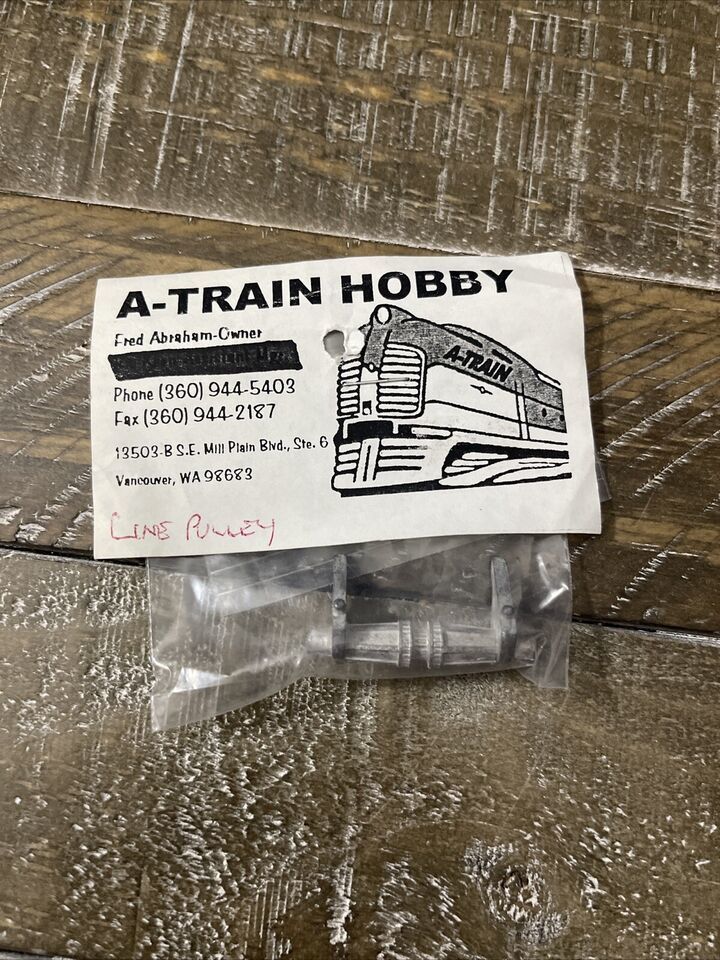 A-TRAIN HOBBY
Fred Abraham-Owner
Phone (360) 944-5403
Fax (360) 944-2187
13503-B S.E. Mill Plain Blvd., Ste. 6
Vancouver, WA 98683
A-TRAIN
LINE PULLEY